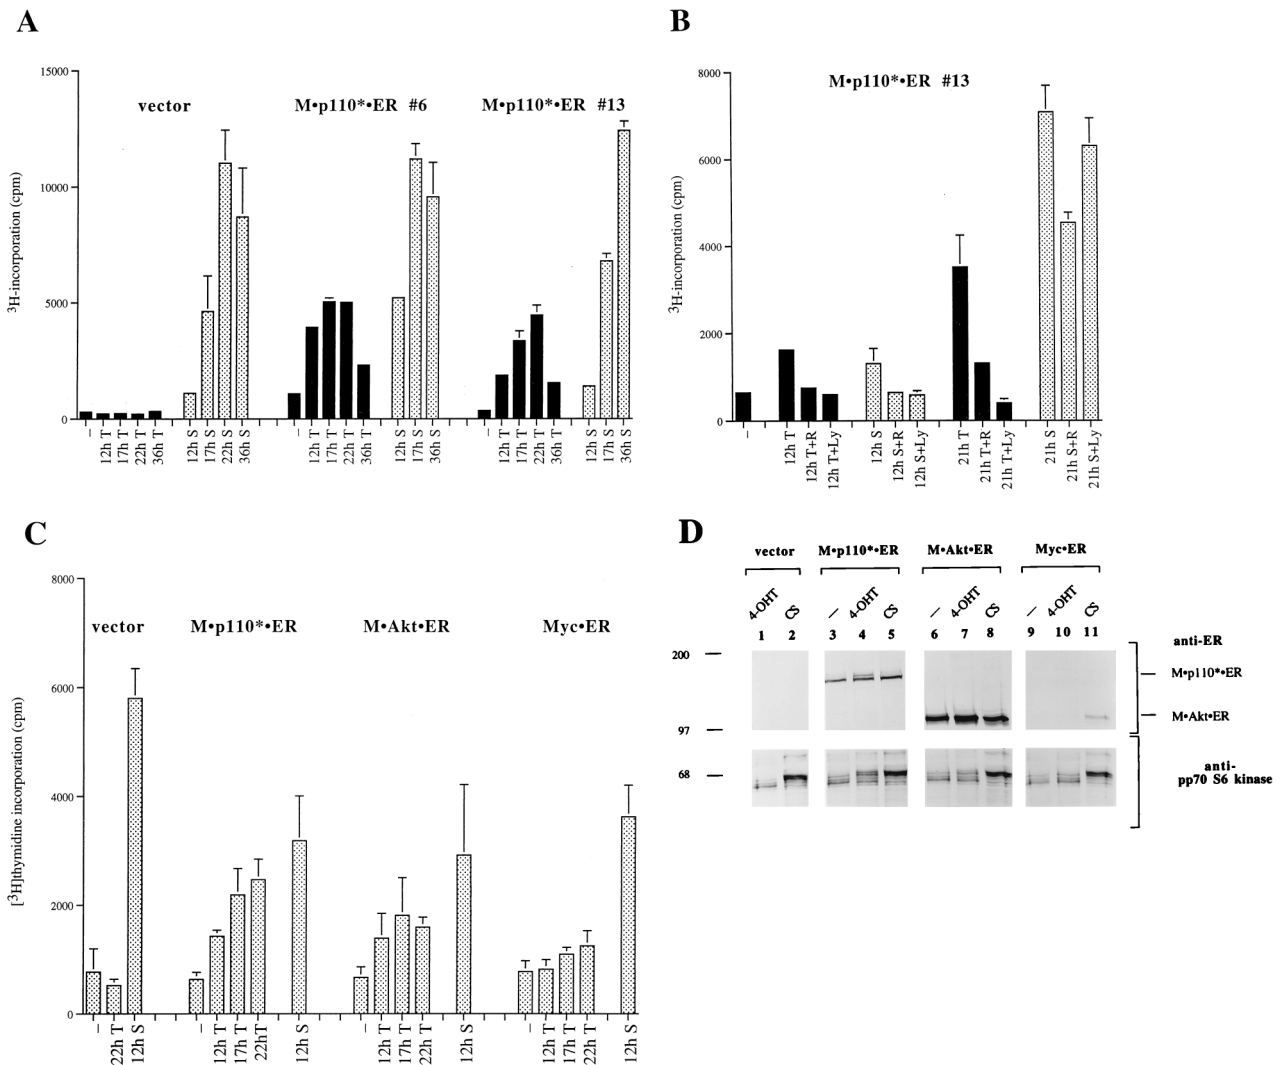 A
³H-incorporation (cpm)
15000
10000
5000
0
vector
M•p110*•ER #6
M•p110*•ER #13
–
12h T
17h T
22h T
36h T
12h S
17h S
22h S
36h S
–
12h T
17h T
22h T
36h T
12h S
17h S
36h S
–
12h T
17h T
22h T
36h T
12h S
17h S
36h S
B
³H-incorporation (cpm)
8000
6000
4000
2000
0
M•p110*•ER #13
–
12h T
12h T+R
12h T+Ly
12h S
12h S+R
12h S+Ly
21h T
21h T+R
21h T+Ly
21h S
21h S+R
21h S+Ly
C
[³H]thymidine incorporation (cpm)
8000
6000
4000
2000
0
vector
M•p110*•ER
M•Akt•ER
Myc•ER
–
22h T
12h S
–
12h T
17h T
22hT
12h S
–
12h T
17h T
22h T
12h S
–
12h T
17h T
22h T
12h S
D
vector M•p110*•ER M•Akt•ER Myc•ER
4-OHT CS – 4-OHT CS – 4-OHT CS – 4-OHT CS
1 2 3 4 5 6 7 8 9 10 11
anti-ER
200
M•p110*•ER
M•Akt•ER
97
68
anti-
pp70 S6 kinase